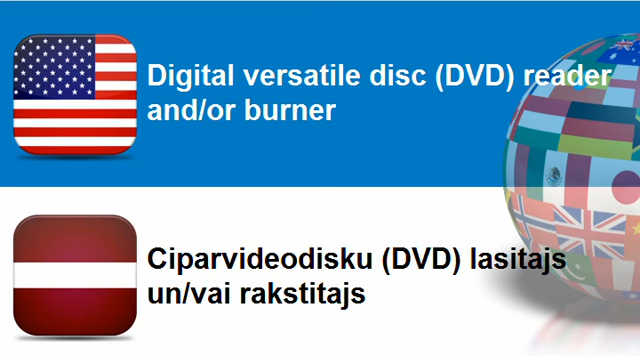 Digital versatile disc (DVD) reader
and/or burner
Ciparvideodisku (DVD) lasitajs
un/vai rakstitajs